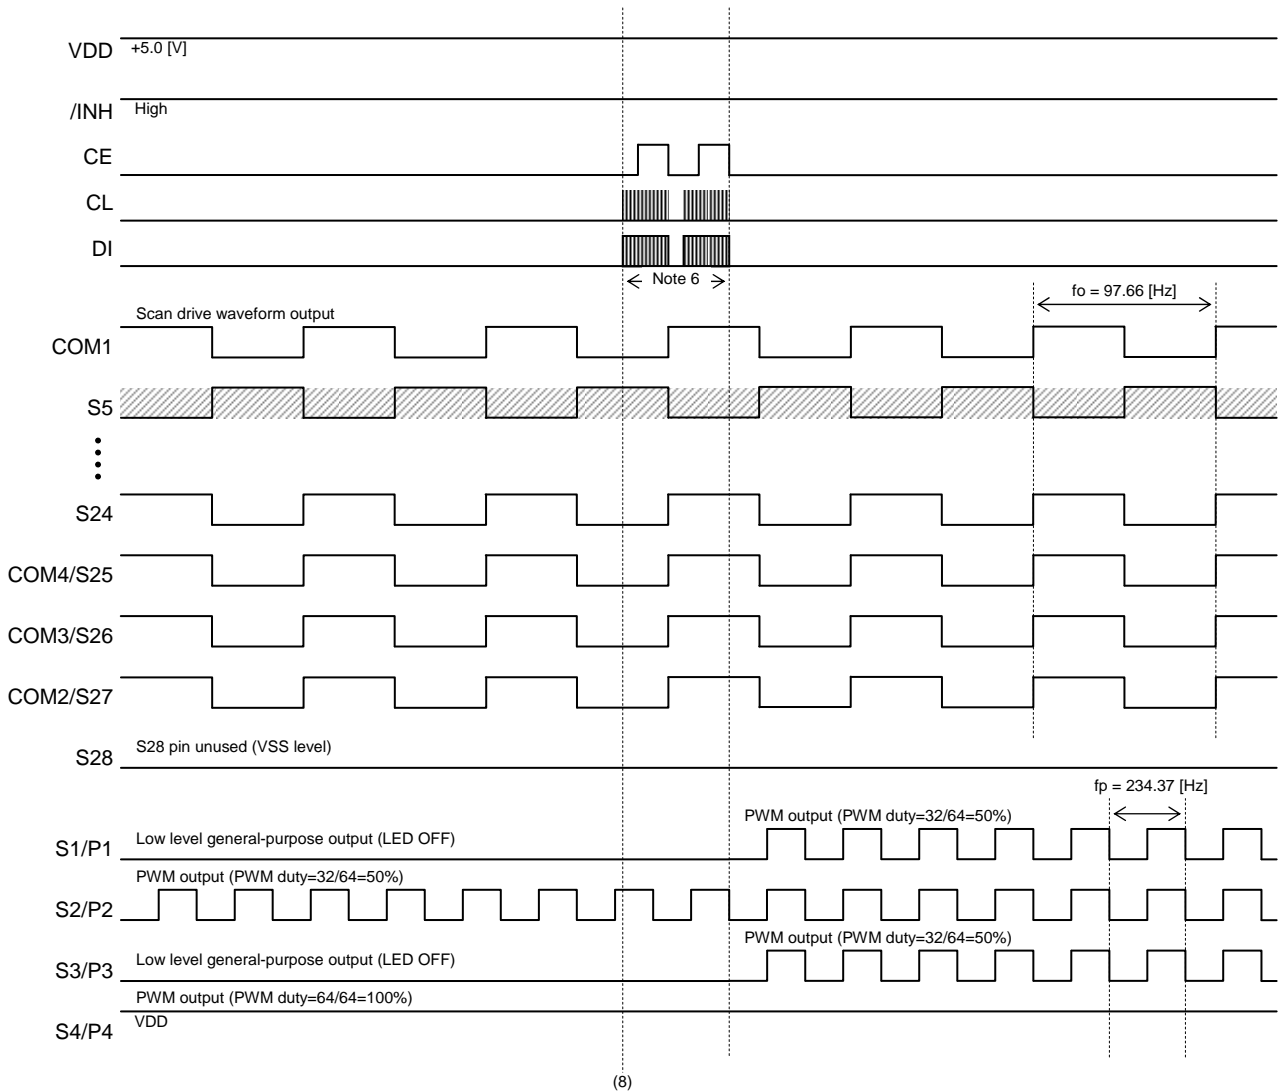 VDD +5.0 [V]
/INH High
CE
CL
DI
Note 6
fo = 97.66 [Hz]
Scan drive waveform output
COM1
S5
S24
COM4/S25
COM3/S26
COM2/S27
S28 pin unused (VSS level)
S28
fp = 234.37 [Hz]
PWM output (PWM duty=32/64=50%)
Low level general-purpose output (LED OFF)
S1/P1
PWM output (PWM duty=32/64=50%)
S2/P2
PWM output (PWM duty=32/64=50%)
Low level general-purpose output (LED OFF)
S3/P3
PWM output (PWM duty=64/64=100%)
S4/P4 VDD
(8)